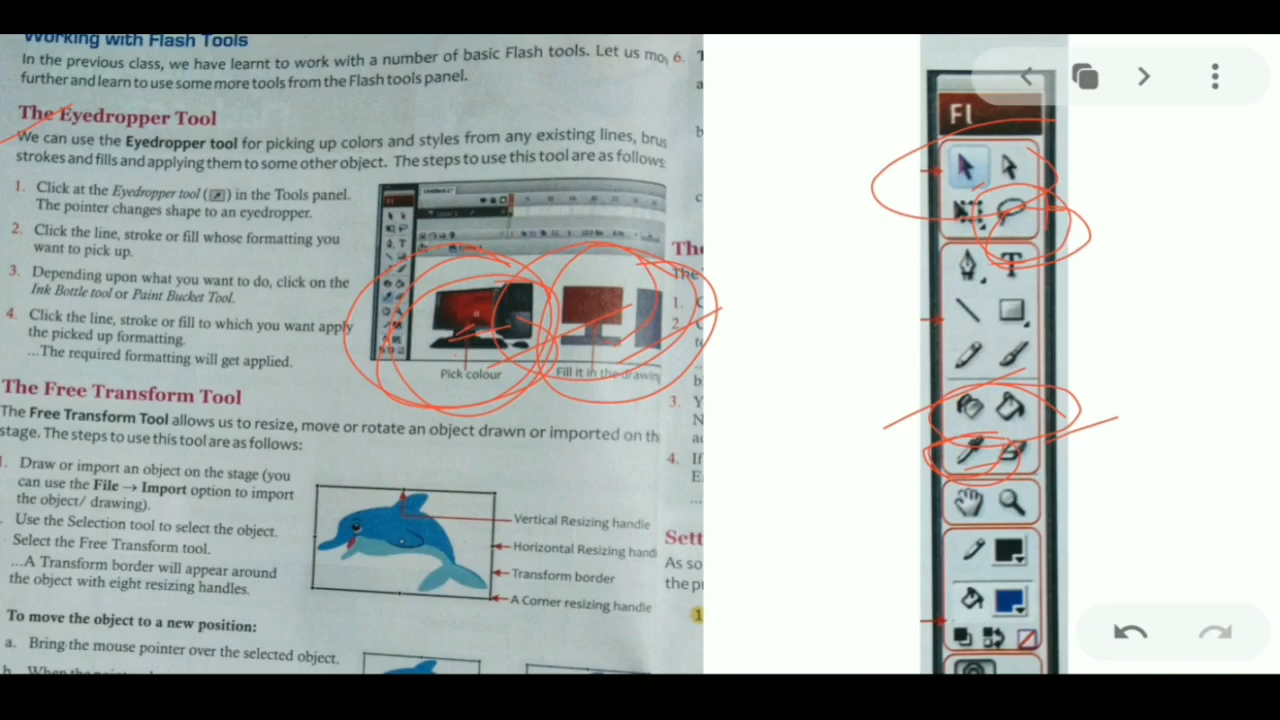 Working with Flash Tools
In the previous class, we have learnt to work with a number of basic Flash tools. Let us
further and learn to use some more tools from the Flash tools panel.
The Eyedropper Tool
We can use the Eyedropper tool for picking up colors and styles from any existing lines,
strokes and fills and applying them to some other object. The steps to use this tool are as follows
1. Click at the Eyedropper tool ( ) in the Tools panel.
The pointer changes shape to an eyedropper.
2. Click the line, stroke or fill whose formatting you
want to pick up.
3. Depending upon what you want to do, click on the
Ink Bottle tool or Paint Bucket Tool.
4. Click the line, stroke or fill to which you want apply
the picked up formatting.
...The required formatting will get applied.
Pick colour
Fill it in the drawing
The Free Transform Tool
The Free Transform Tool allows us to resize, move or rotate an object drawn or imported on th
stage. The steps to use this tool are as follows:
. Draw or import an object on the stage (you
can use the File → Import option to import
the object/ drawing).
Use the Selection tool to select the object.
Select the Free Transform tool.
...A Transform border will appear around
the object with eight resizing handles.
Vertical Resizing handle
Horizontal Resizing hand
Transform border
A Corner resizing handle
To move the object to a new position:
a. Bring the mouse pointer over the selected object.
6.
a
b
c
The
The
1.
2.
b.
3. Y
N
4. If
E
Sett
As so
the p
1
Fl
T